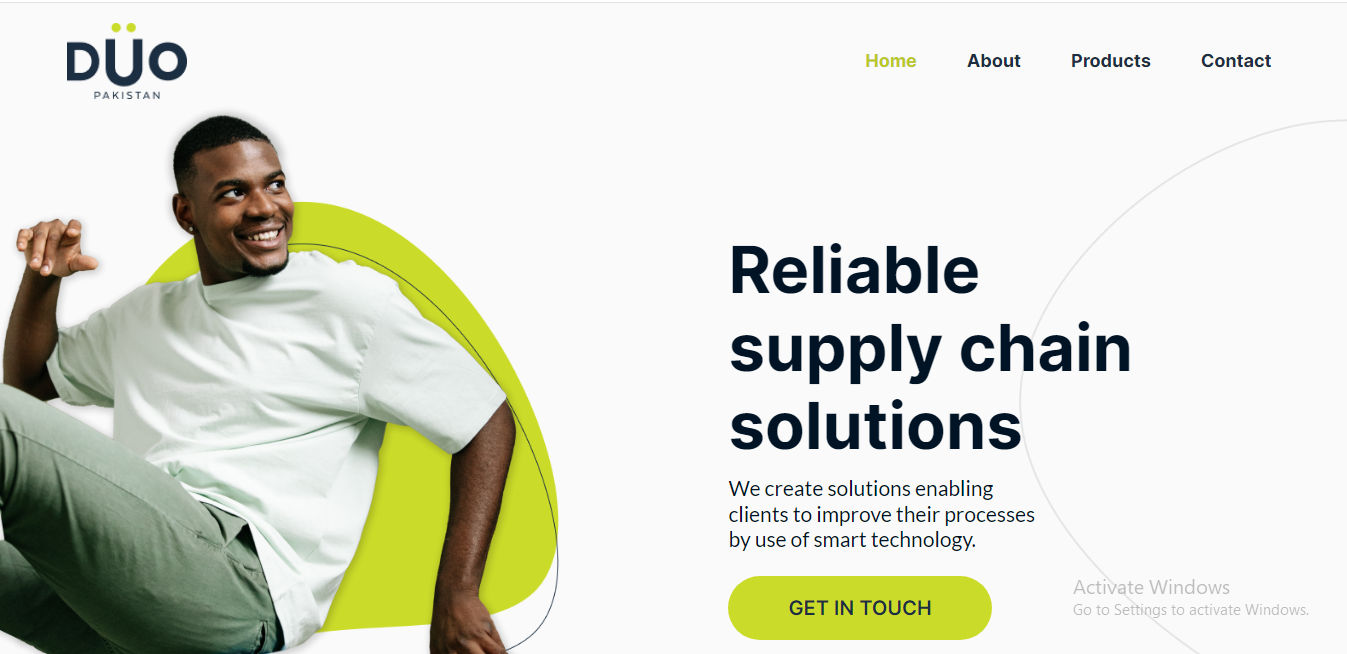 DÜO
PAKISTAN
Home
About
Products
Contact
Reliable
supply chain
solutions
We create solutions enabling
clients to improve their processes
by use of smart technology.
GET IN TOUCH
Activate Windows
Go to Settings to activate Windows.